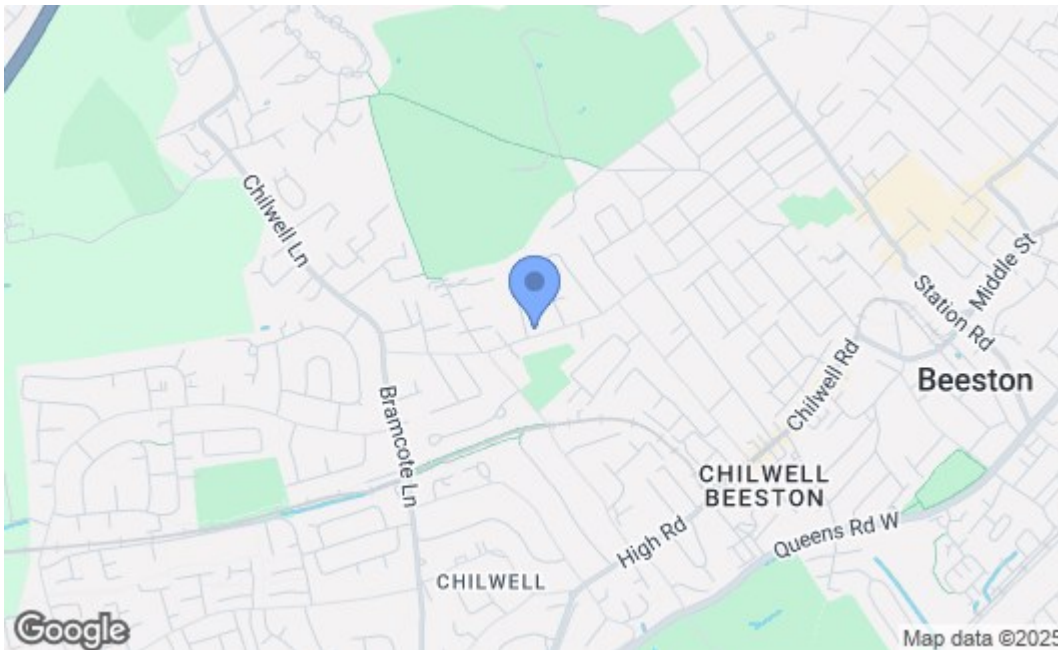 Chilwell Ln
Middle St
Station Rd
Beeston
Chilwell Rd
Bramcote Ln
CHILWELL
BEESTON
Queens Rd W
High Rd
CHILWELL
Google
Map data ©2025